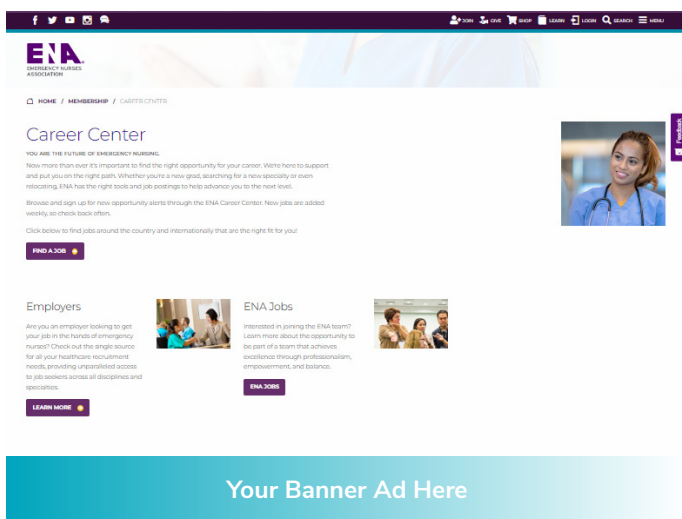 JOIN GIVE SHOP LEARN LOGIN SEARCH MENU
ENA
EMERGENCY NURSES
ASSOCIATION
HOME / MEMBERSHIP / CAREER CENTER
Feedback
Career Center
YOU ARE THE FUTURE OF EMERGENCY NURSING.
Now more than ever it's important to find the right opportunity for your career. We're here to support
and put you on the right path. Whether you're a new grad, searching for a new specialty or even
relocating, ENA has the right tools and job postings to help advance you to the next level.
Browse and sign up for new opportunity alerts through the ENA Career Center. New jobs are added
weekly, so check back often.
Click below to find jobs around the country and internationally that are the right fit for you!
FIND A JOB
Employers
Are you an employer looking to get
your job in the hands of emergency
nurses? Check out the single source
for all your healthcare recruitment
needs, providing unparalleled access
to job seekers across all disciplines and
specialties.
LEARN MORE
ENA Jobs
Interested in joining the ENA team?
Learn more about the opportunity to
be part of a team that achieves
excellence through professionalism,
empowerment, and balance.
ENA JOBS
Your Banner Ad Here